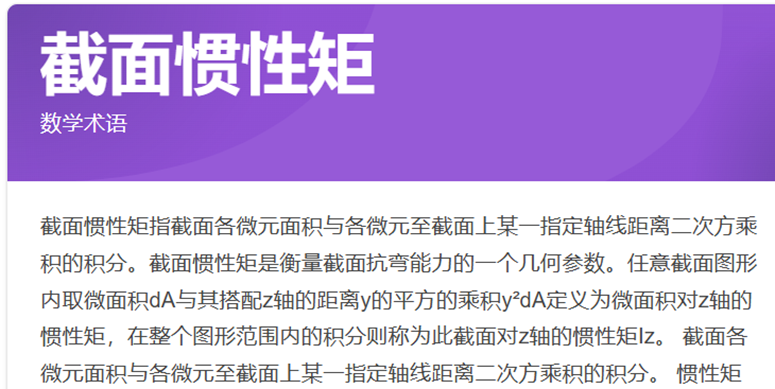 截面惯性矩
数学术语
截面惯性矩指截面各微元面积与各微元至截面上某一指定轴线距离二次方乘
积的积分。截面惯性矩是衡量截面抗弯能力的一个几何参数。任意截面图形
内取微面积dA与其搭配z轴的距离y的平方的乘积y²dA定义为微面积对z轴的
惯性矩，在整个图形范围内的积分则称为此截面对z轴的惯性矩Iz。 截面各
微元面积与各微元至截面上某一指定轴线距离二次方乘积的积分。 惯性矩